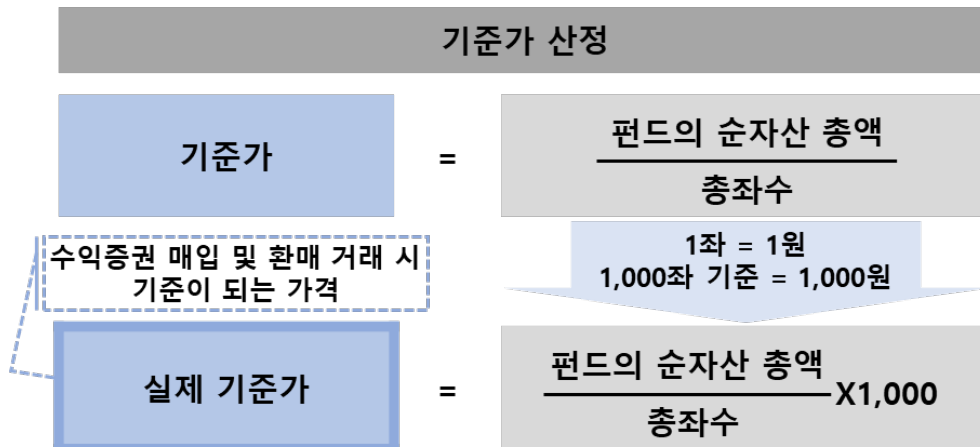 기준가 산정
기준가
=
펀드의 순자산 총액
총좌수
수익증권 매입 및 환매 거래 시
기준이 되는 가격
1좌 = 1원
1,000좌 기준 = 1,000원
실제 기준가
=
펀드의 순자산 총액
총좌수
X1,000